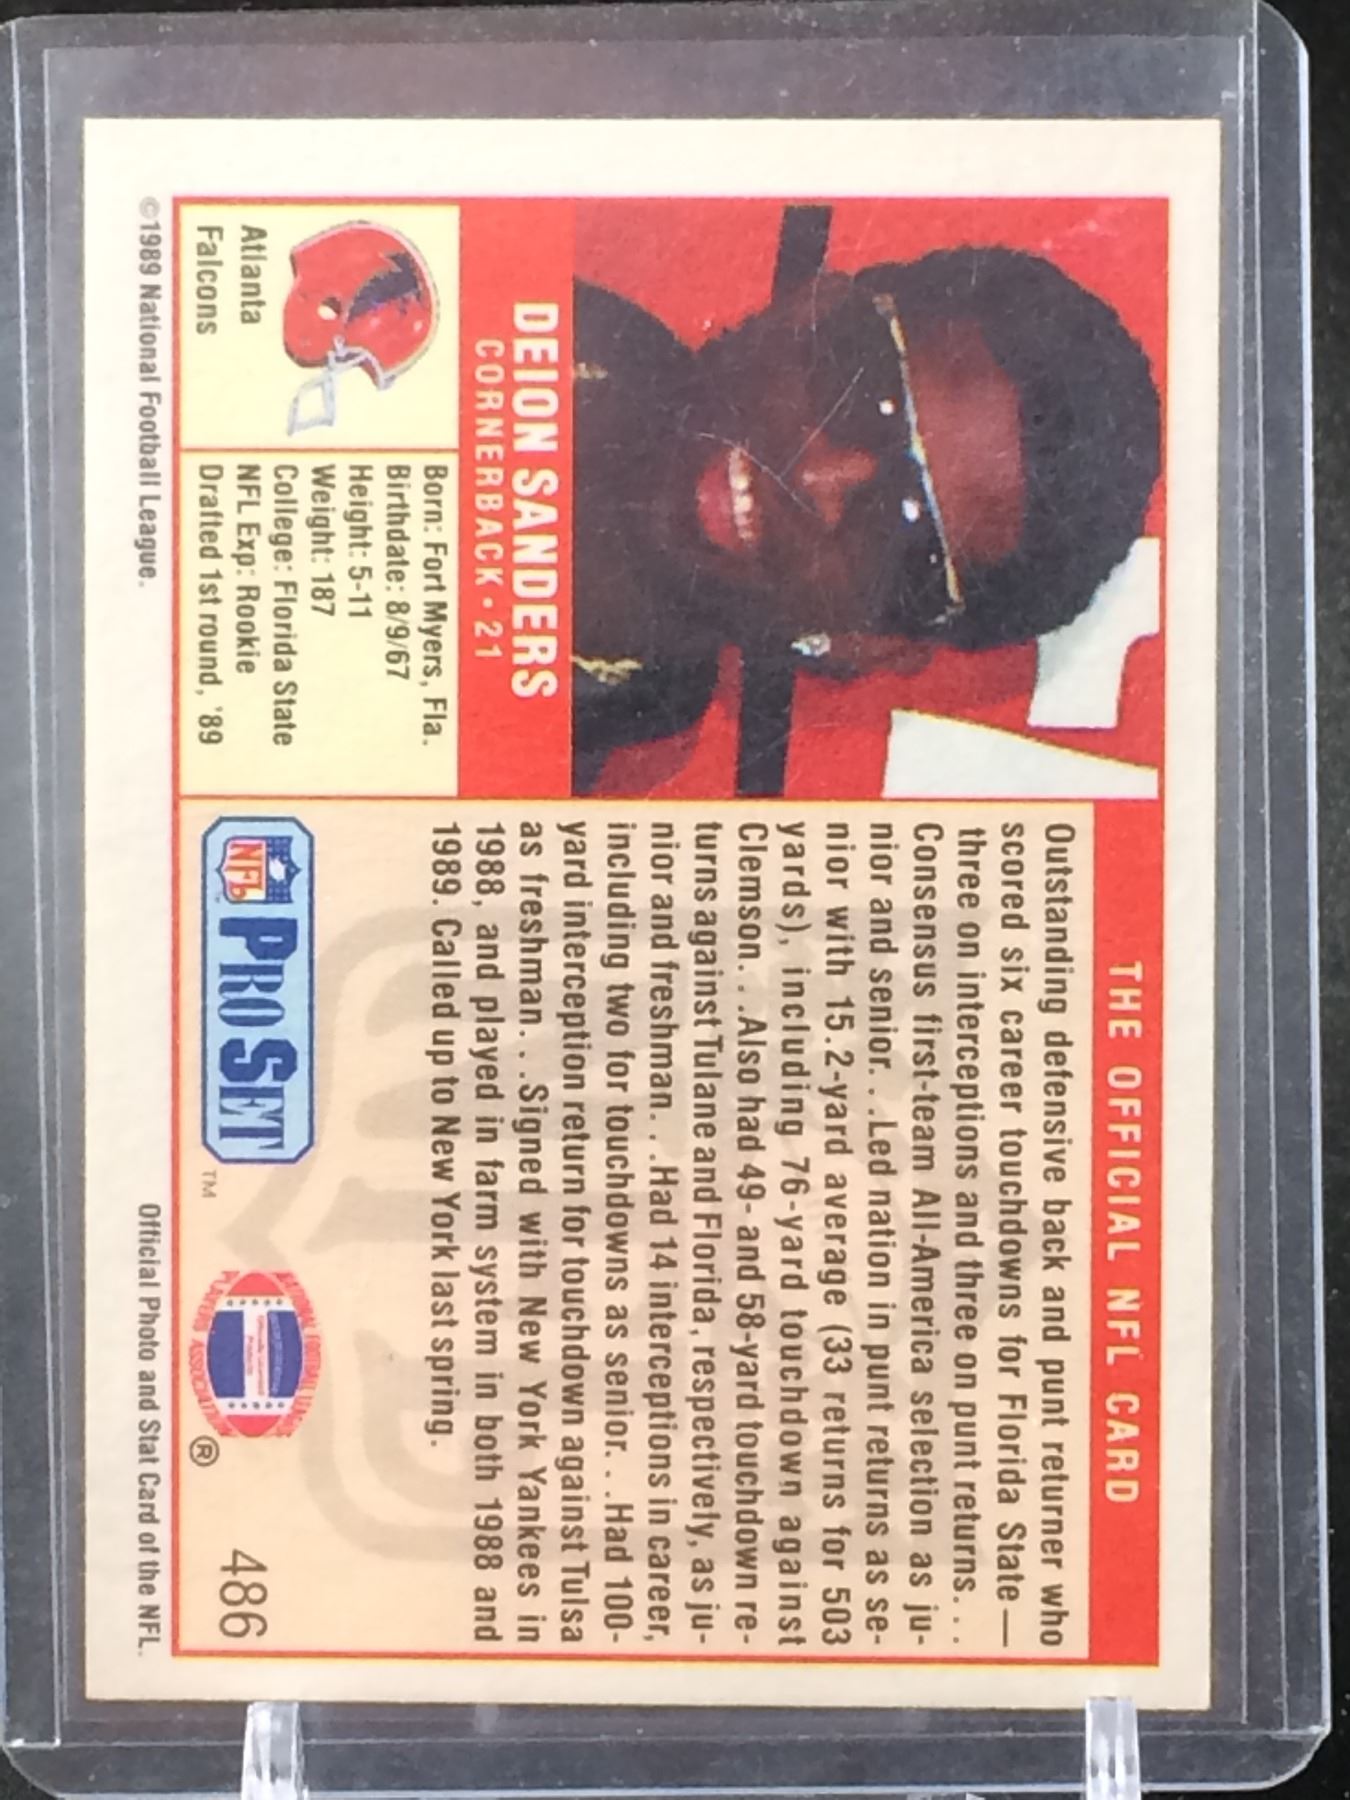 THE OFFICIAL NFL CARD
DEION SANDERS
CORNERBACK • 21
Atlanta
Falcons
Born: Fort Myers, Fla.
Birthdate: 8/9/67
Height: 5-11
Weight: 187
College: Florida State
NFL Exp: Rookie
Drafted 1st round, '89
Outstanding defensive back and punt returner who
scored six career touchdowns for Florida State—
three on interceptions and three on punt returns. . .
Consensus first-team All-America selection as ju-
nior and senior. . .Led nation in punt returns as se-
nior with 15.2-yard average (33 returns for 503
yards), including 76-yard touchdown against
Clemson. . .Also had 49- and 58-yard touchdown re-
turns against Tulane and Florida, respectively, as ju-
nior and freshman. . .Had 14 interceptions in career,
including two for touchdowns as senior. . .Had 100-
yard interception return for touchdown against Tulsa
as freshman. . .Signed with New York Yankees in
1988, and played in farm system in both 1988 and
1989. Called up to New York last spring.
NFL PRO SET ™
NATIONAL FOOTBALL LEAGUE
PLAYERS ASSOCIATION
®
486
©1989 National Football League.
Official Photo and Stat Card of the NFL.